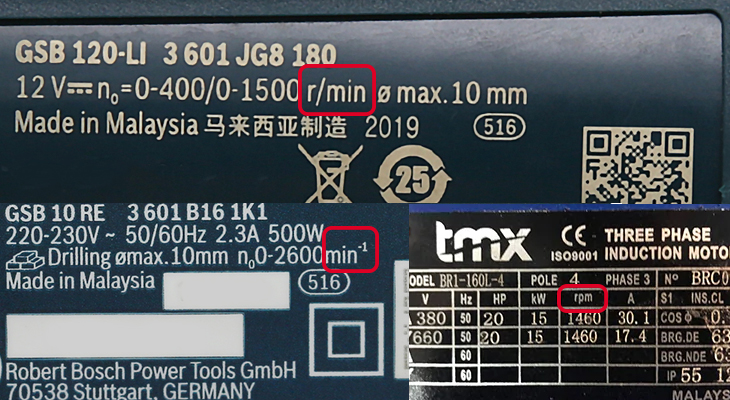 GSB 120-LI 3 601 JG8 180
12 V⎓ n₀=0-400/0-1500 r/min ø max.10 mm
Made in Malaysia 马来西亚制造 2019 516
25
GSB 10 RE 3 601 B16 1K1
220-230V ~ 50/60Hz 2.3A 500W
Drilling ømax.10mm n₀0-2600min⁻¹
Made in Malaysia 516
Robert Bosch Power Tools GmbH
70538 Stuttgart, GERMANY
tmx CE ISO9001 THREE PHASE
INDUCTION MOTO
ODEL BR1-160L-4 POLE 4 PHASE 3 Nº BRC0
V Hz HP kW rpm A S1 INS.CL
380 50 20 15 1460 30.1 COS Φ 0.
660 50 20 15 1460 17.4 BRG.DE 63
60 BRG.NDE 63
60 IP 55 12
MALAYS